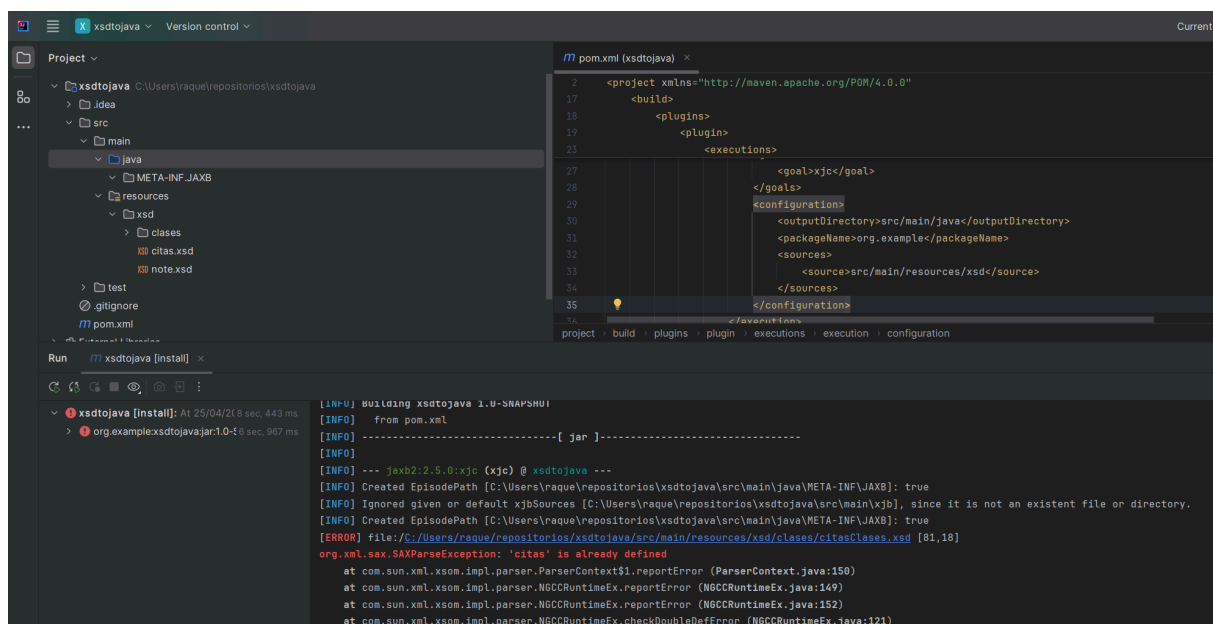 X xsdtojava Version control Current
Project
xsdtojava C:\Users\raque\repositorios\xsdtojava
.idea
src
main
java
META-INF.JAXB
resources
xsd
clases
citas.xsd
note.xsd
test
.gitignore
m pom.xml
External Libraries
m pom.xml (xsdtojava) ×
2 <project xmlns="http://maven.apache.org/POM/4.0.0"
17 <build>
18 <plugins>
19 <plugin>
23 <executions>
27 <goal>xjc</goal>
28 </goals>
29 <configuration>
30 <outputDirectory>src/main/java</outputDirectory>
31 <packageName>org.example</packageName>
32 <sources>
33 <source>src/main/resources/xsd</source>
34 </sources>
35 </configuration>
36 </execution>
project › build › plugins › plugin › executions › execution › configuration
Run m xsdtojava [install] ×
xsdtojava [install]: At 25/04/2( 8 sec, 443 ms
org.example:xsdtojava:jar:1.0-S 6 sec, 967 ms
[INFO] Building xsdtojava 1.0-SNAPSHOT
[INFO]   from pom.xml
[INFO] --------------------------------[ jar ]---------------------------------
[INFO]
[INFO] --- jaxb2:2.5.0:xjc (xjc) @ xsdtojava ---
[INFO] Created EpisodePath [C:\Users\raque\repositorios\xsdtojava\src\main\java\META-INF\JAXB]: true
[INFO] Ignored given or default xjbSources [C:\Users\raque\repositorios\xsdtojava\src\main\xjb], since it is not an existent file or directory.
[INFO] Created EpisodePath [C:\Users\raque\repositorios\xsdtojava\src\main\java\META-INF\JAXB]: true
[ERROR] file:/C:/Users/raque/repositorios/xsdtojava/src/main/resources/xsd/clases/citasClases.xsd [81,18]
org.xml.sax.SAXParseException: 'citas' is already defined
at com.sun.xml.xsom.impl.parser.ParserContext$1.reportError (ParserContext.java:150)
at com.sun.xml.xsom.impl.parser.NGCCRuntimeEx.reportError (NGCCRuntimeEx.java:149)
at com.sun.xml.xsom.impl.parser.NGCCRuntimeEx.reportError (NGCCRuntimeEx.java:152)
at com.sun.xml.xsom.impl.parser.NGCCRuntimeEx.checkDoubleDefError (NGCCRuntimeEx.java:121)